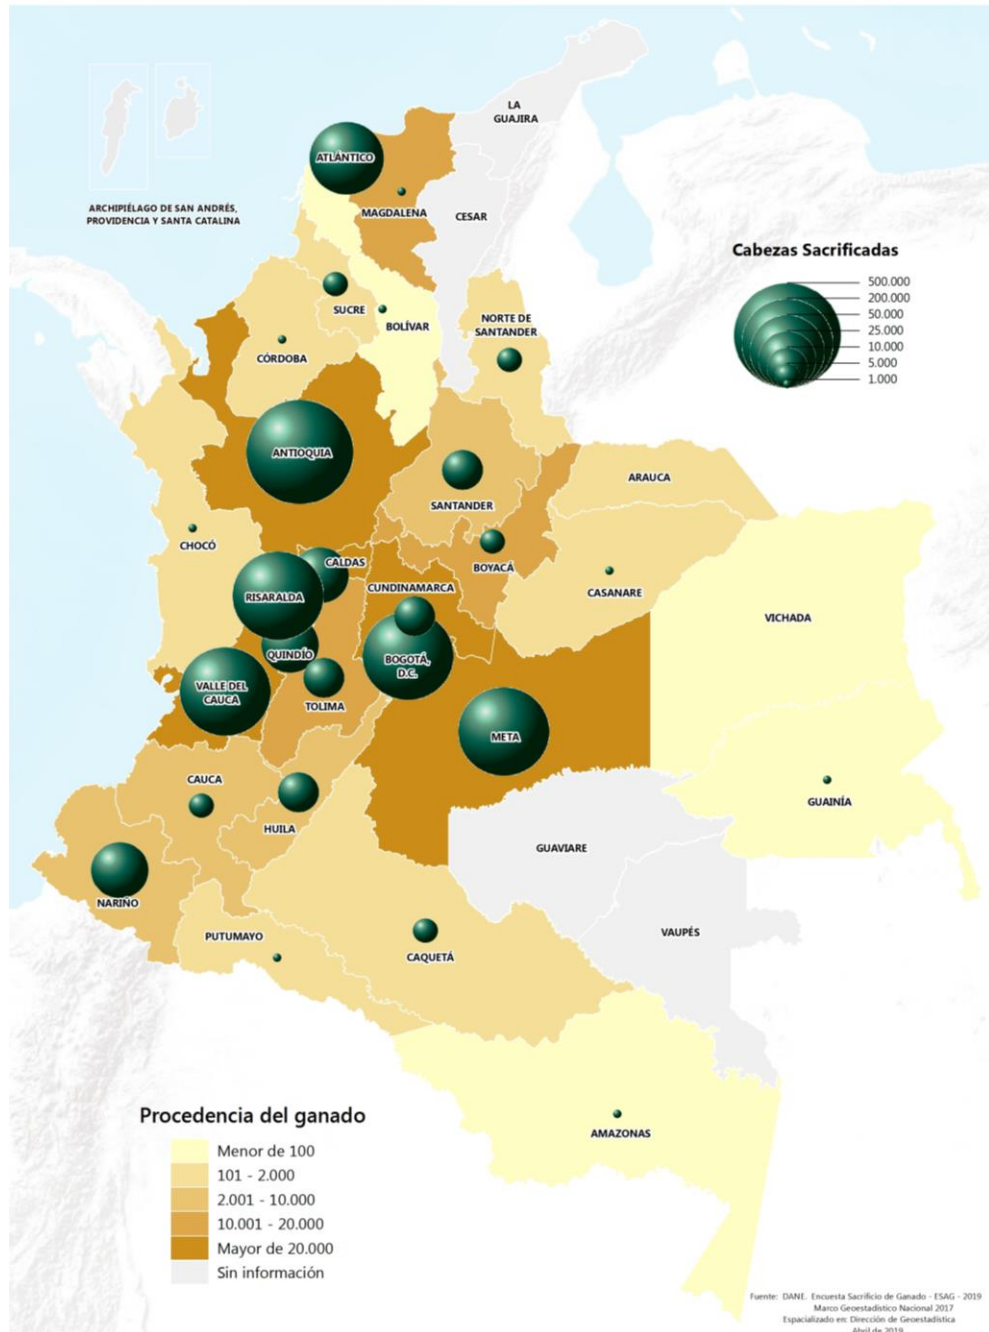 LA
GUAJIRA
ATLÁNTICO
MAGDALENA
CESAR
ARCHIPIÉLAGO DE SAN ANDRÉS,
PROVIDENCIA Y SANTA CATALINA
Cabezas Sacrificadas
500.000
200.000
50.000
25.000
10.000
5.000
1.000
SUCRE
BOLÍVAR
NORTE DE
SANTANDER
CÓRDOBA
ANTIOQUIA
ARAUCA
SANTANDER
CHOCÓ
CALDAS
BOYACÁ
CUNDINAMARCA
CASANARE
RISARALDA
VICHADA
QUINDÍO
BOGOTÁ,
D.C.
VALLE DEL
CAUCA
TOLIMA
META
CAUCA
GUAINÍA
HUILA
GUAVIARE
NARIÑO
VAUPÉS
PUTUMAYO
CAQUETÁ
AMAZONAS
Procedencia del ganado
Menor de 100
101 - 2.000
2.001 - 10.000
10.001 - 20.000
Mayor de 20.000
Sin información
Fuente: DANE. Encuesta Sacrificio de Ganado - ESAG - 2019
Marco Geoestadístico Nacional 2017
Espacializado en: Dirección de Geoestadística
Abril de 2019